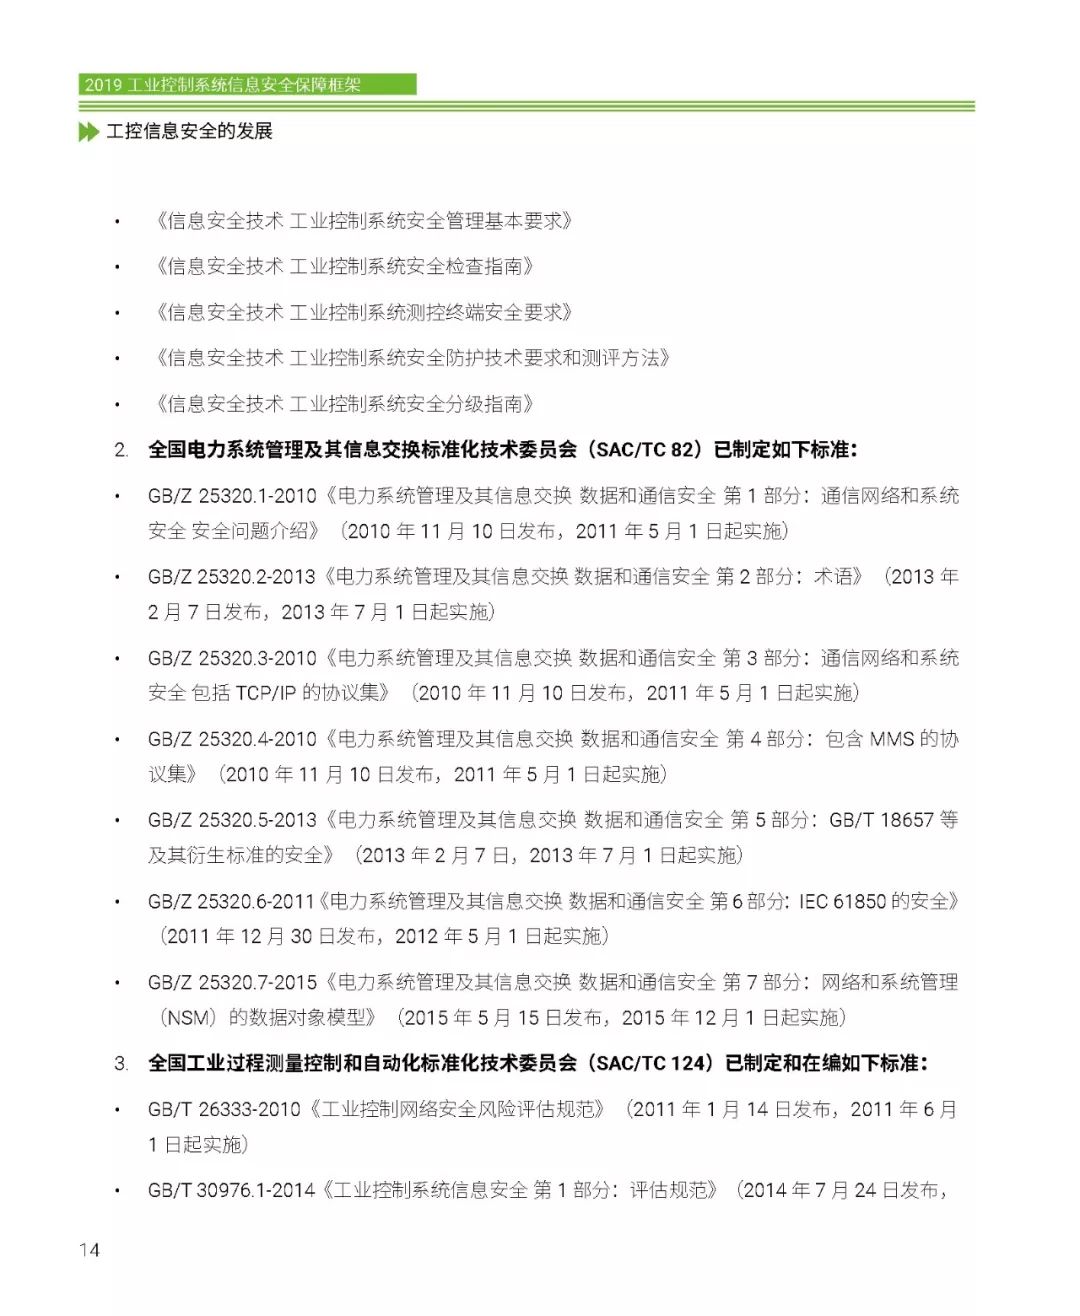 2019 工业控制系统信息安全保障框架
工控信息安全的发展
• 《信息安全技术 工业控制系统安全管理基本要求》
• 《信息安全技术 工业控制系统安全检查指南》
• 《信息安全技术 工业控制系统测控终端安全要求》
• 《信息安全技术 工业控制系统安全防护技术要求和测评方法》
• 《信息安全技术 工业控制系统安全分级指南》
2. 全国电力系统管理及其信息交换标准化技术委员会（SAC/TC 82）已制定如下标准：
• GB/Z 25320.1-2010《电力系统管理及其信息交换 数据和通信安全 第 1 部分：通信网络和系统
安全 安全问题介绍》（2010 年 11 月 10 日发布，2011 年 5 月 1 日起实施）
• GB/Z 25320.2-2013《电力系统管理及其信息交换 数据和通信安全 第 2 部分：术语》（2013 年
2 月 7 日发布，2013 年 7 月 1 日起实施）
• GB/Z 25320.3-2010《电力系统管理及其信息交换 数据和通信安全 第 3 部分：通信网络和系统
安全 包括 TCP/IP 的协议集》（2010 年 11 月 10 日发布，2011 年 5 月 1 日起实施）
• GB/Z 25320.4-2010《电力系统管理及其信息交换 数据和通信安全 第 4 部分：包含 MMS 的协
议集》（2010 年 11 月 10 日发布，2011 年 5 月 1 日起实施）
• GB/Z 25320.5-2013《电力系统管理及其信息交换 数据和通信安全 第 5 部分：GB/T 18657 等
及其衍生标准的安全》（2013 年 2 月 7 日，2013 年 7 月 1 日起实施）
• GB/Z 25320.6-2011《电力系统管理及其信息交换 数据和通信安全 第 6 部分：IEC 61850 的安全》
（2011 年 12 月 30 日发布，2012 年 5 月 1 日起实施）
• GB/Z 25320.7-2015《电力系统管理及其信息交换 数据和通信安全 第 7 部分：网络和系统管理
（NSM）的数据对象模型》（2015 年 5 月 15 日发布，2015 年 12 月 1 日起实施）
3. 全国工业过程测量控制和自动化标准化技术委员会（SAC/TC 124）已制定和在编如下标准：
• GB/T 26333-2010《工业控制网络安全风险评估规范》（2011 年 1 月 14 日发布，2011 年 6 月
1 日起实施）
• GB/T 30976.1-2014《工业控制系统信息安全 第 1 部分：评估规范》（2014 年 7 月 24 日发布，
14